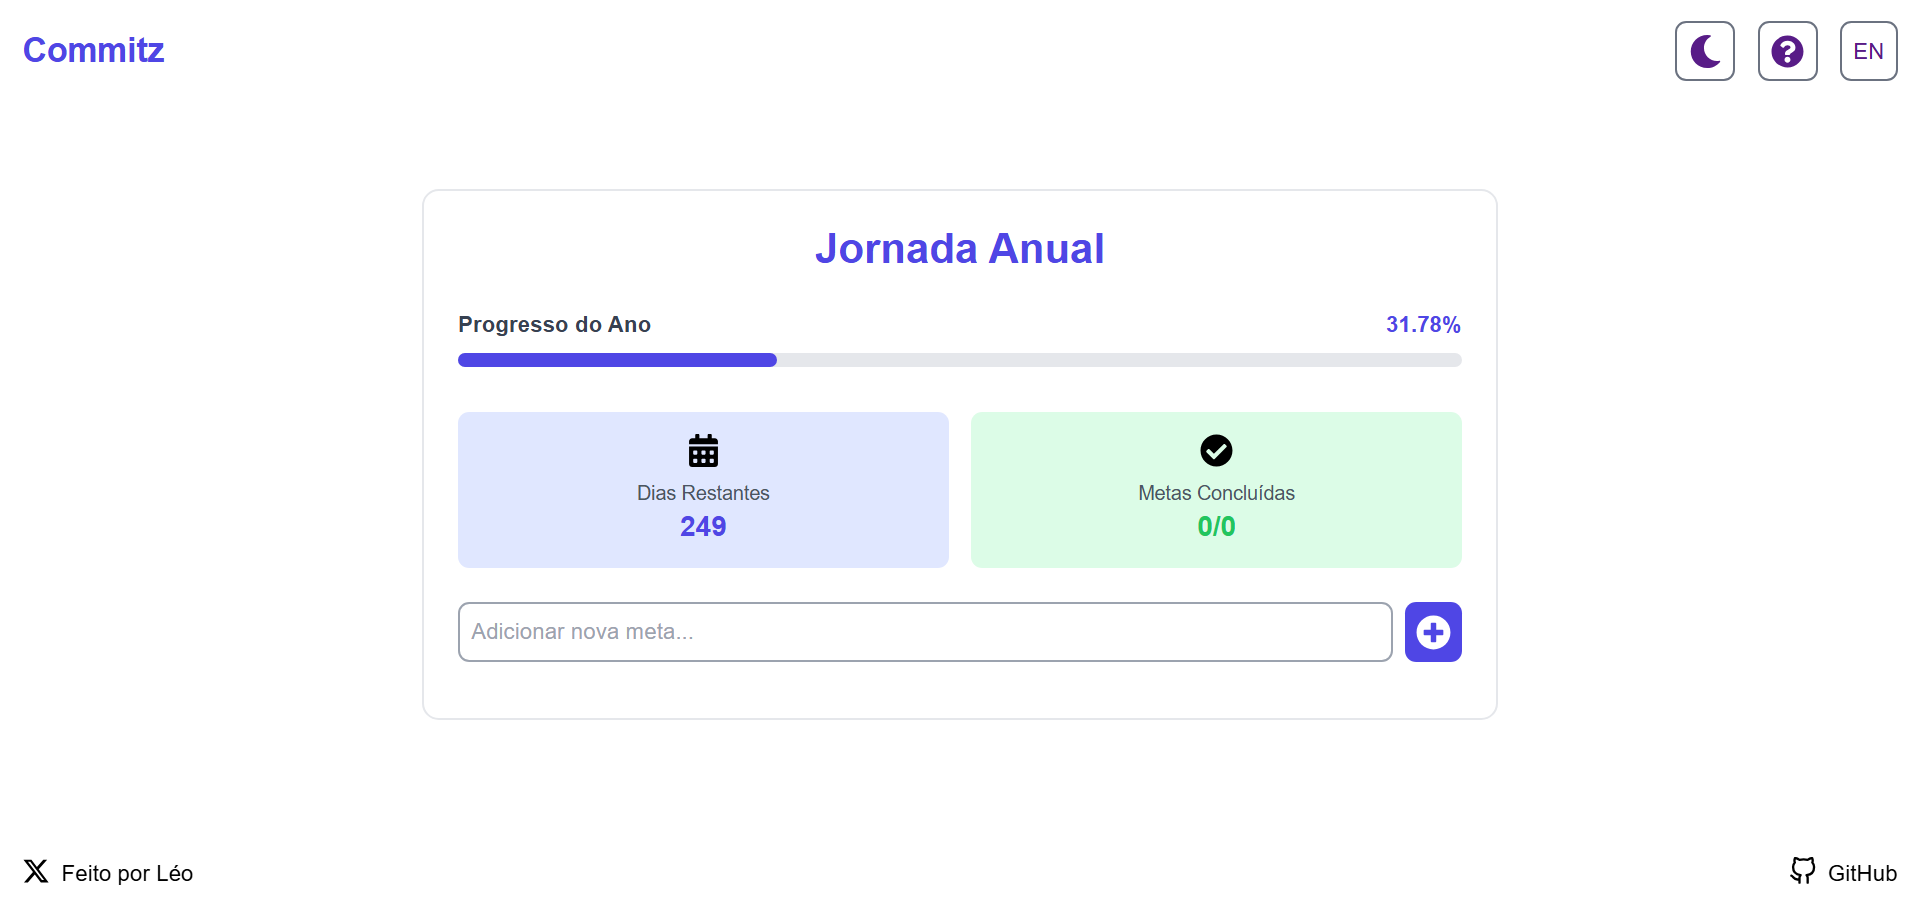 Commitz
EN
Jornada Anual
Progresso do Ano
31.78%
Dias Restantes
249
Metas Concluídas
0/0
Adicionar nova meta...
Feito por Léo
GitHub